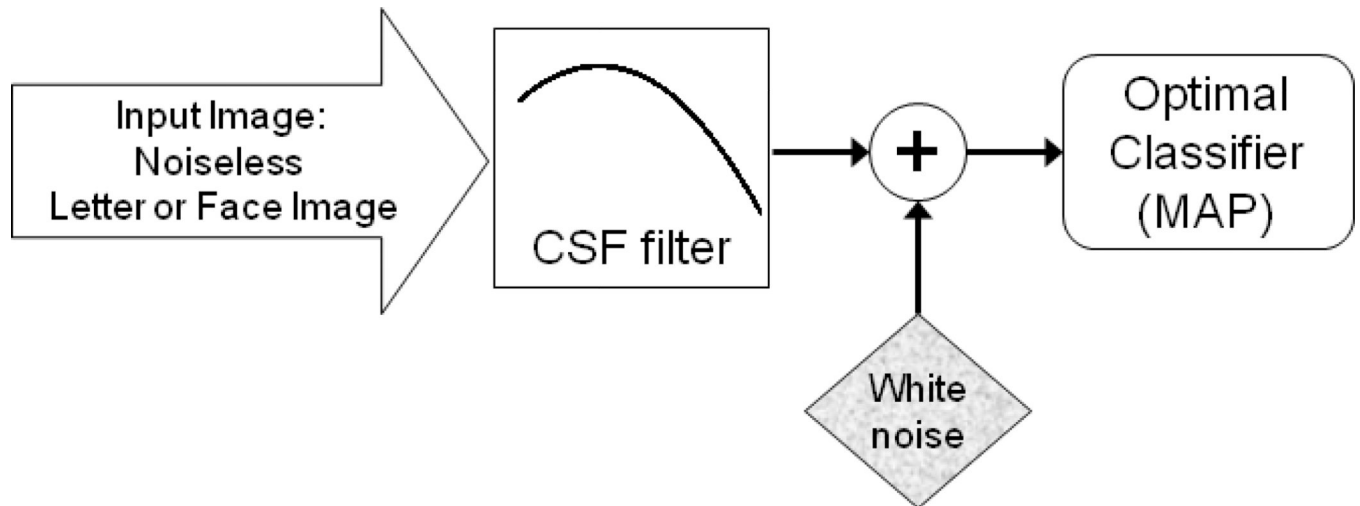 Input Image:
Noiseless
Letter or Face Image
CSF filter
+
Optimal
Classifier
(MAP)
White
noise